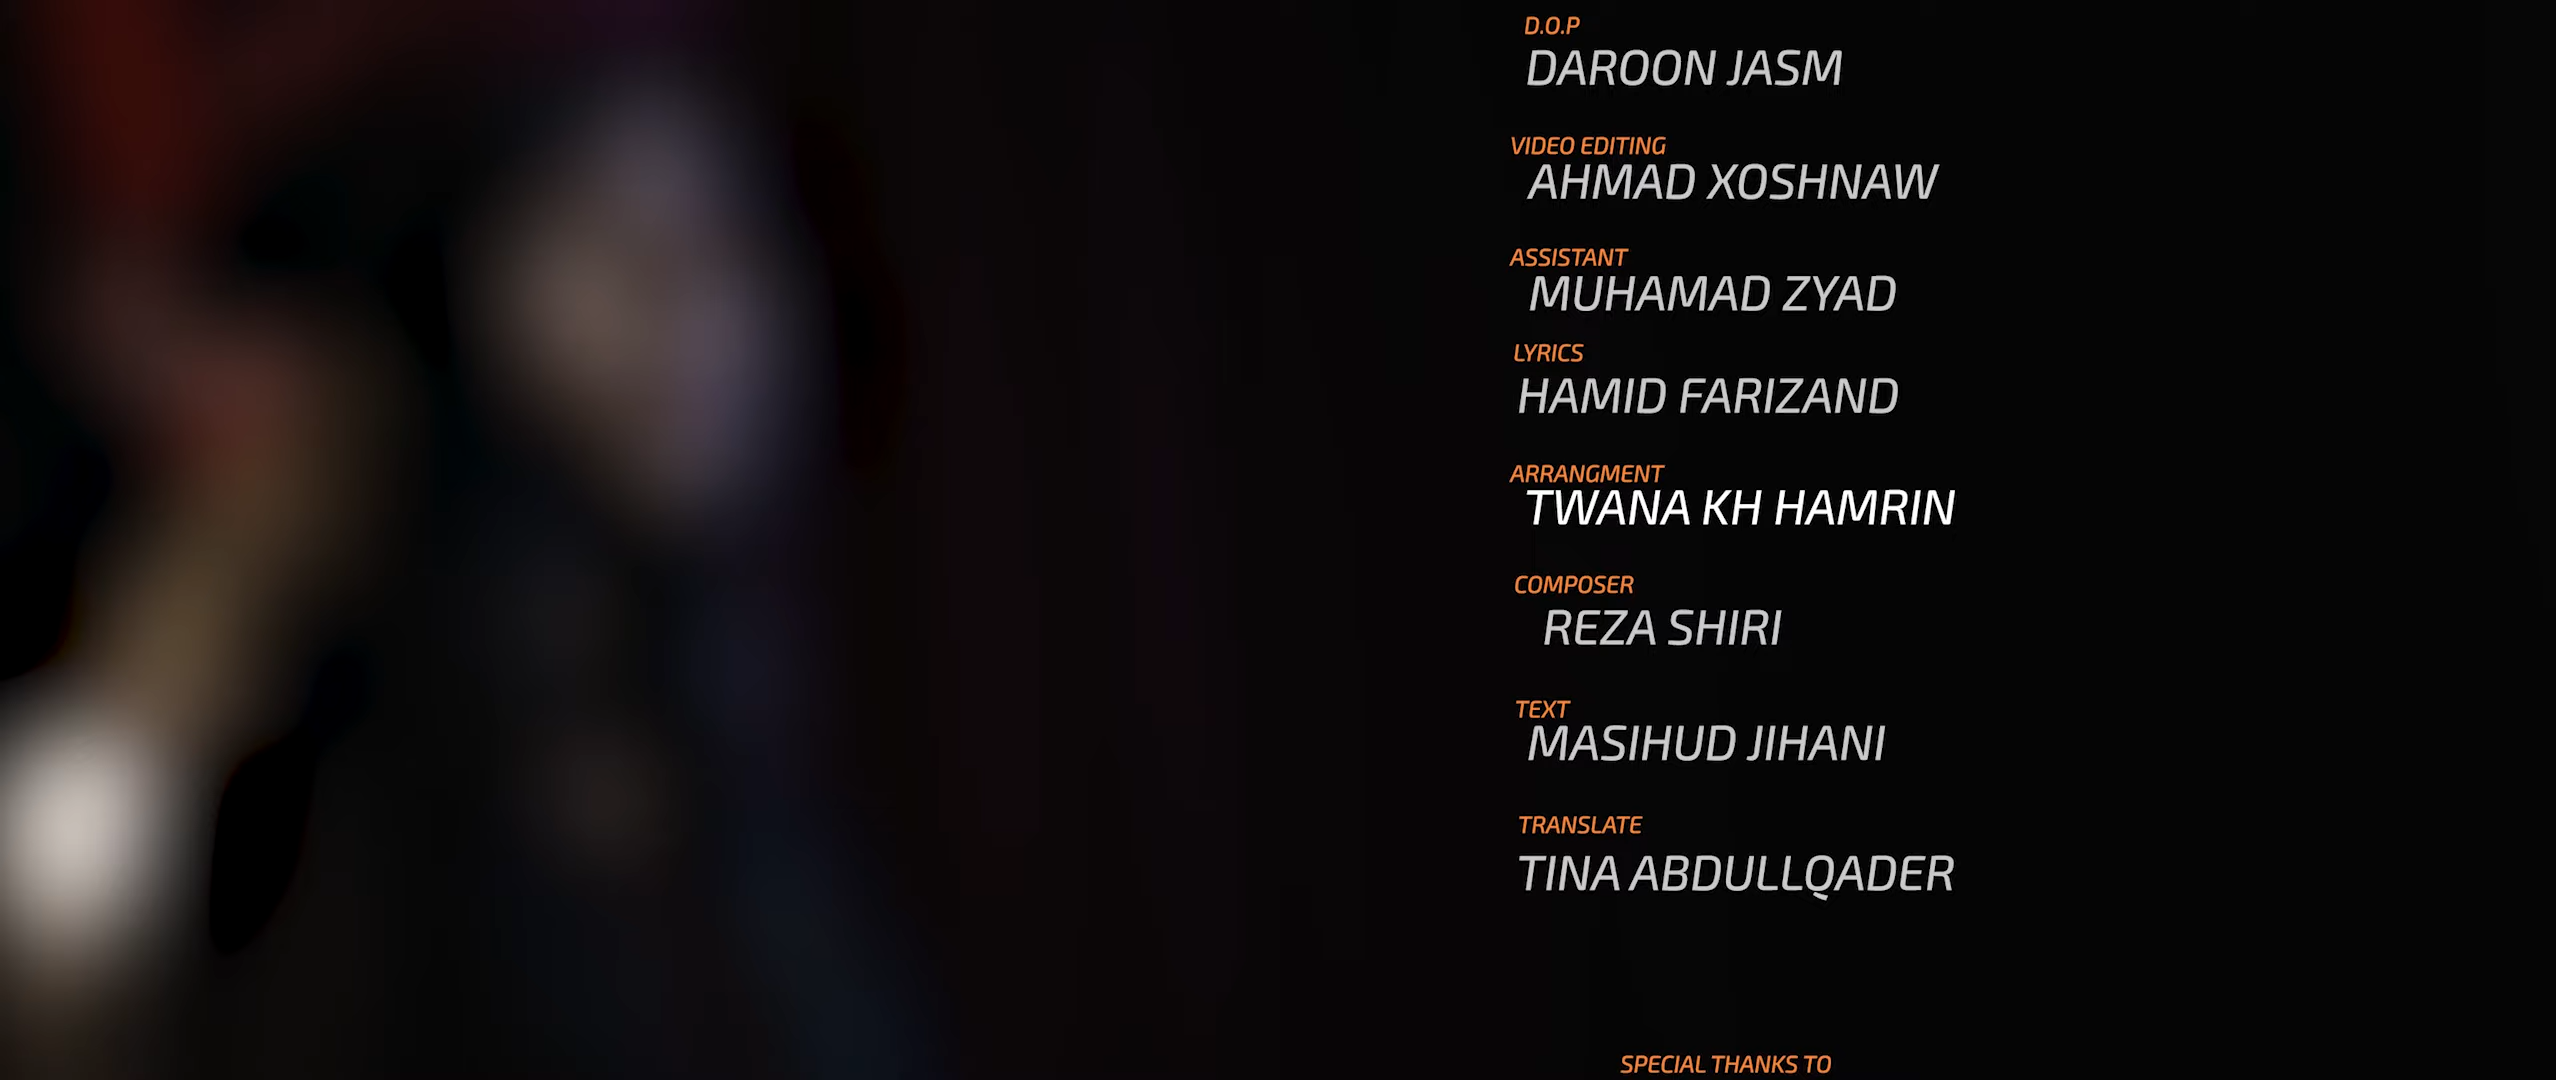 D.O.P
DAROON JASM
VIDEO EDITING
AHMAD XOSHNAW
ASSISTANT
MUHAMAD ZYAD
LYRICS
HAMID FARIZAND
ARRANGMENT
TWANA KH HAMRIN
COMPOSER
REZA SHIRI
TEXT
MASIHUD JIHANI
TRANSLATE
TINA ABDULLQADER
SPECIAL THANKS TO